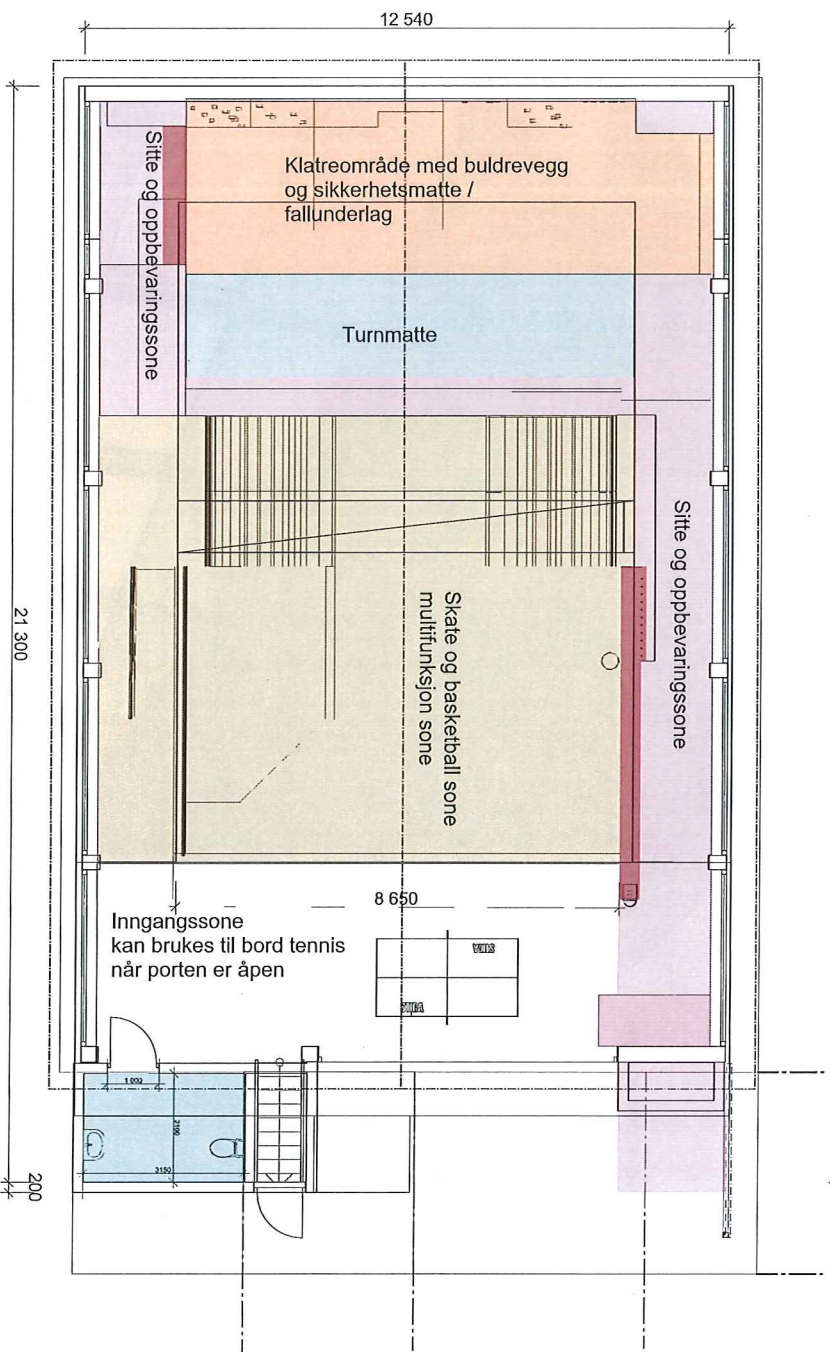 12 540
Klatreområde med buldrevegg
og sikkerhetsmatte /
fallunderlag
Sitte og oppbevaringssone
Turnmatte
Sitte og oppbevaringssone
Skate og basketball sone
multifunksjon sone
21 300
8 650
Inngangssone
kan brukes til bord tennis
når porten er åpen
1 000
2100
3150
200